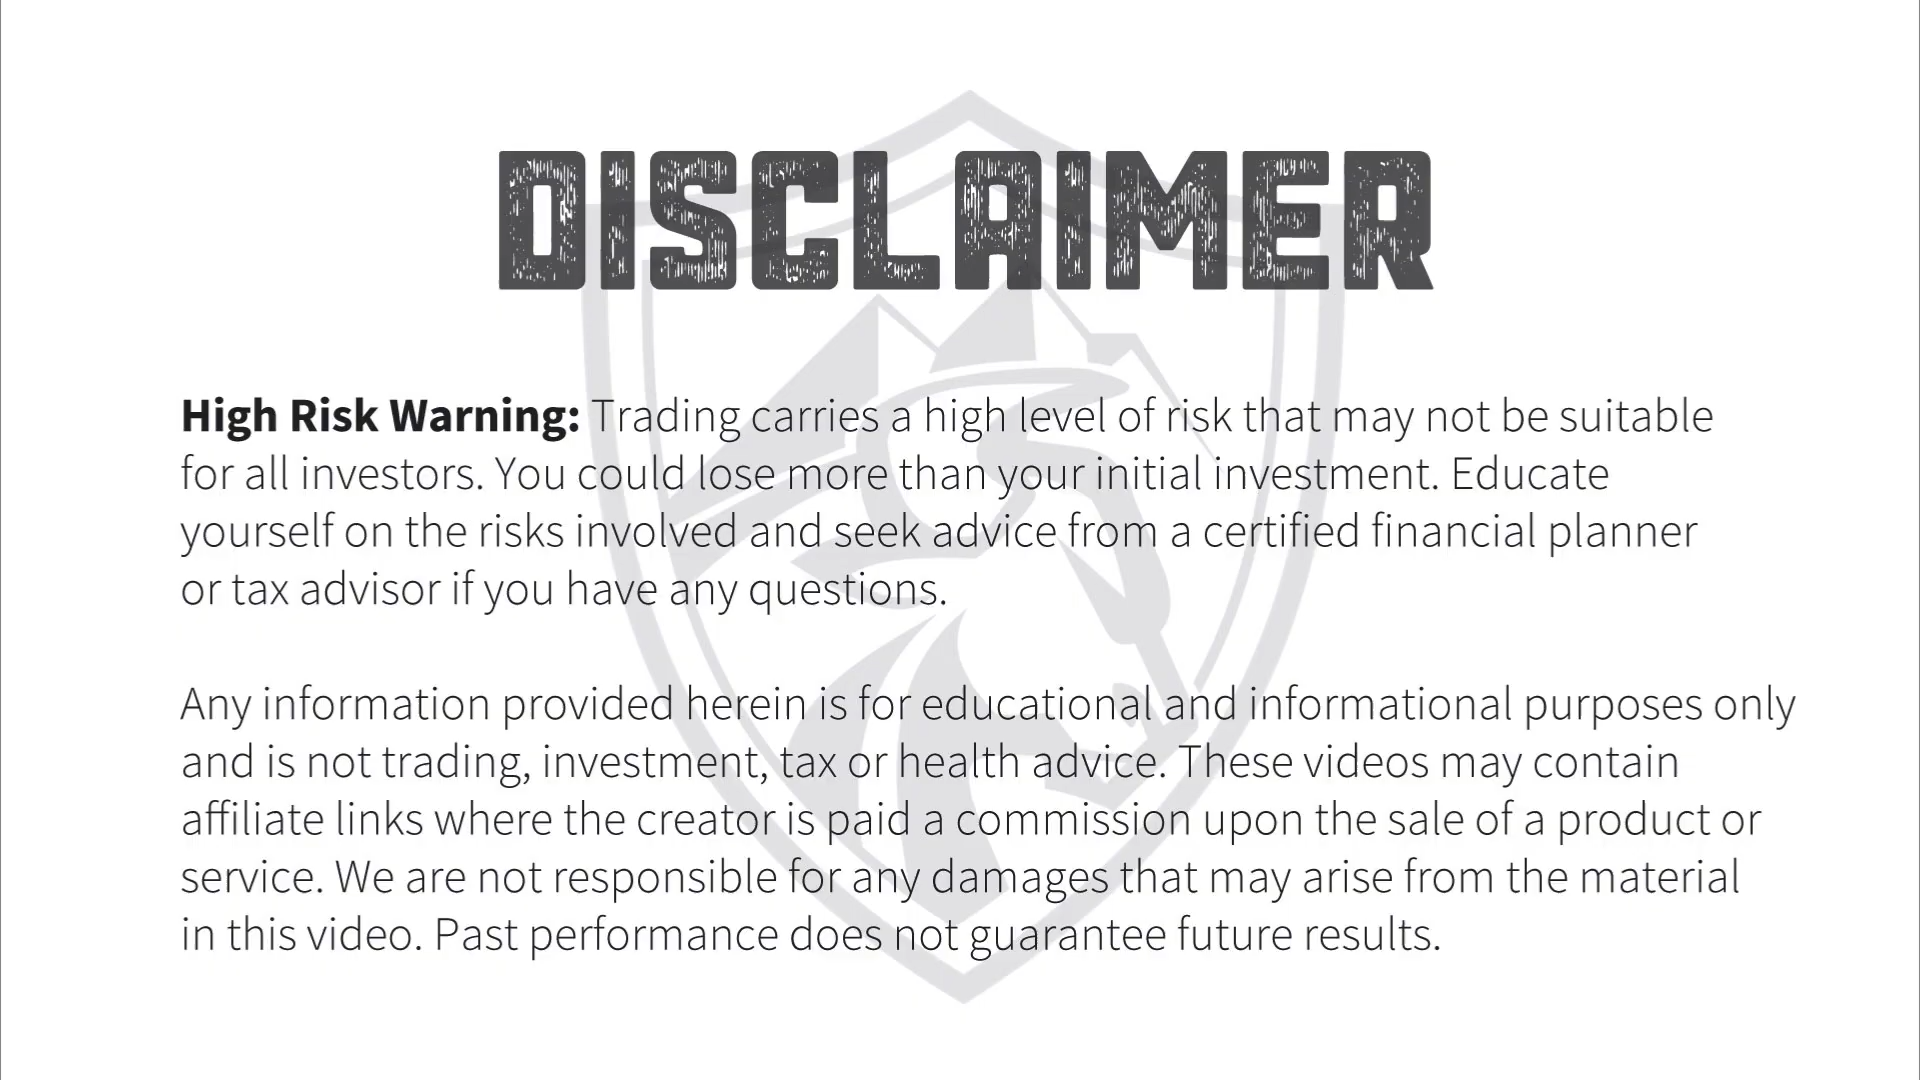 DISCLAIMER
High Risk Warning: Trading carries a high level of risk that may not be suitable
for all investors. You could lose more than your initial investment. Educate
yourself on the risks involved and seek advice from a certified financial planner
or tax advisor if you have any questions.
Any information provided herein is for educational and informational purposes only
and is not trading, investment, tax or health advice. These videos may contain
affiliate links where the creator is paid a commission upon the sale of a product or
service. We are not responsible for any damages that may arise from the material
in this video. Past performance does not guarantee future results.